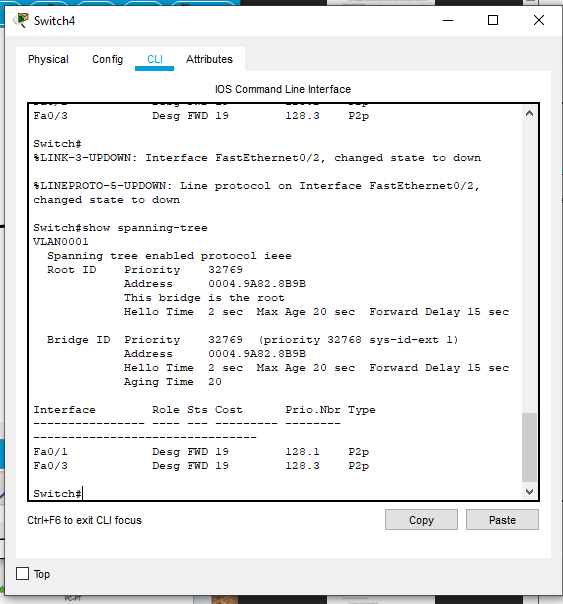 Switch4
Physical Config CLI Attributes
IOS Command Line Interface
Fa0/3 Desg FWD 19 128.3 P2p
Switch#
%LINK-3-UPDOWN: Interface FastEthernet0/2, changed state to down
%LINEPROTO-5-UPDOWN: Line protocol on Interface FastEthernet0/2,
changed state to down
Switch#show spanning-tree
VLAN0001
Spanning tree enabled protocol ieee
Root ID Priority 32769
Address 0004.9A82.8B9B
This bridge is the root
Hello Time 2 sec Max Age 20 sec Forward Delay 15 sec
Bridge ID Priority 32769 (priority 32768 sys-id-ext 1)
Address 0004.9A82.8B9B
Hello Time 2 sec Max Age 20 sec Forward Delay 15 sec
Aging Time 20
Interface Role Sts Cost Prio.Nbr Type
---------------- ---- --- --------- --------
--------------------------------
Fa0/1 Desg FWD 19 128.1 P2p
Fa0/3 Desg FWD 19 128.3 P2p
Switch#
Ctrl+F6 to exit CLI focus
Copy Paste
Top
PC-PT